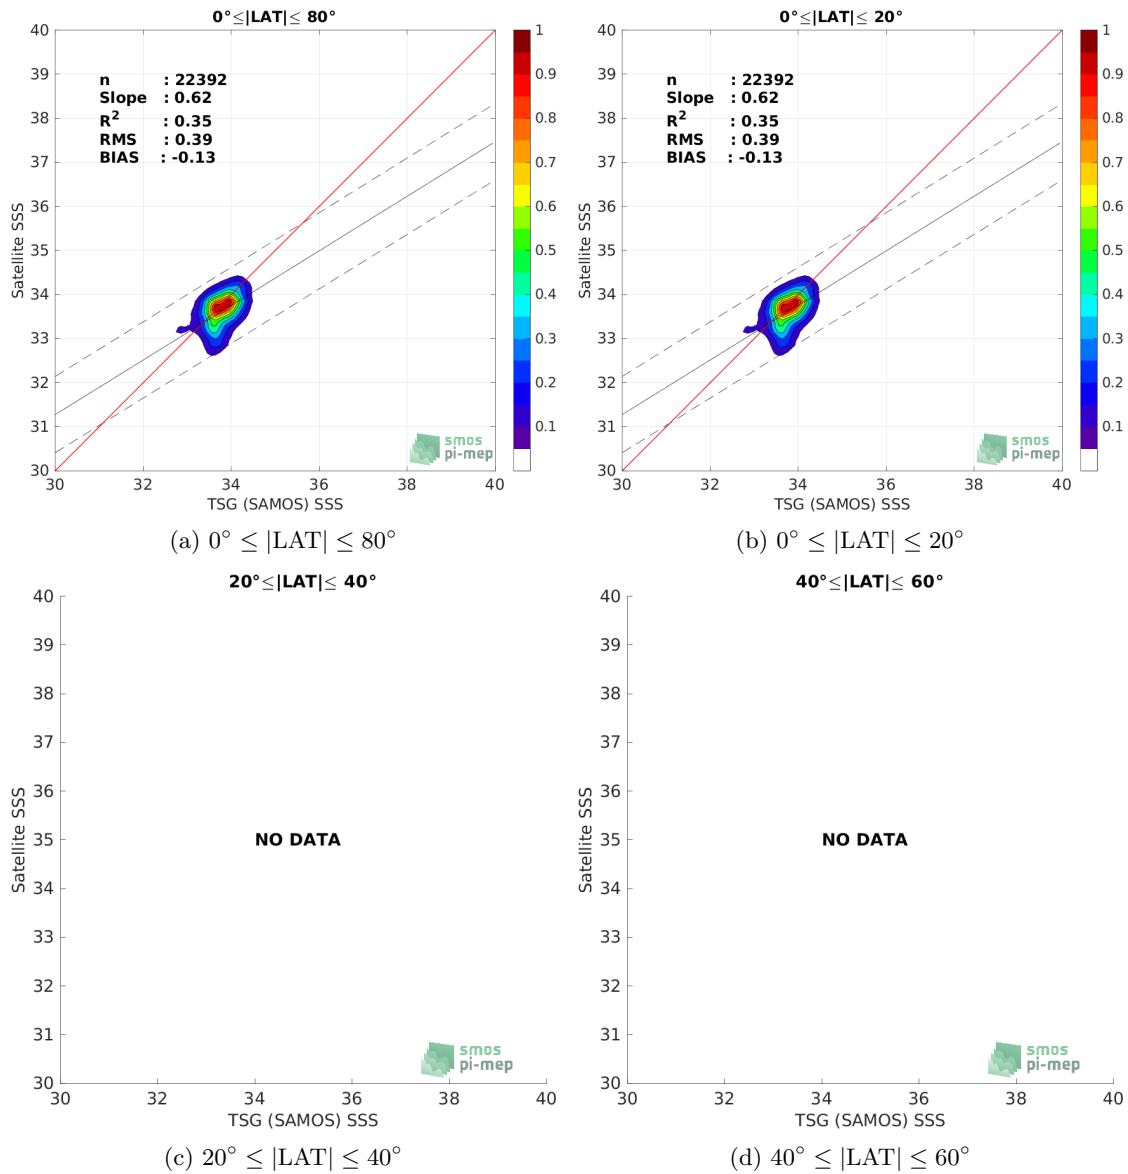 0°≤|LAT|≤ 80°
40
39
38
37
36
35
34
33
32
31
30
Satellite SSS
n : 22392
Slope : 0.62
R2 : 0.35
RMS : 0.39
BIAS : -0.13
smos
pi-mep
30 32 34 36 38 40
TSG (SAMOS) SSS
1
0.9
0.8
0.7
0.6
0.5
0.4
0.3
0.2
0.1
(a) 0° ≤ |LAT| ≤ 80°
0°≤|LAT|≤ 20°
40
39
38
37
36
35
34
33
32
31
30
Satellite SSS
n : 22392
Slope : 0.62
R2 : 0.35
RMS : 0.39
BIAS : -0.13
smos
pi-mep
30 32 34 36 38 40
TSG (SAMOS) SSS
1
0.9
0.8
0.7
0.6
0.5
0.4
0.3
0.2
0.1
(b) 0° ≤ |LAT| ≤ 20°
20°≤|LAT|≤ 40°
40
39
38
37
36
35
34
33
32
31
30
Satellite SSS
NO DATA
smos
pi-mep
30 32 34 36 38 40
TSG (SAMOS) SSS
(c) 20° ≤ |LAT| ≤ 40°
40°≤|LAT|≤ 60°
40
39
38
37
36
35
34
33
32
31
30
Satellite SSS
NO DATA
smos
pi-mep
30 32 34 36 38 40
TSG (SAMOS) SSS
(d) 40° ≤ |LAT| ≤ 60°